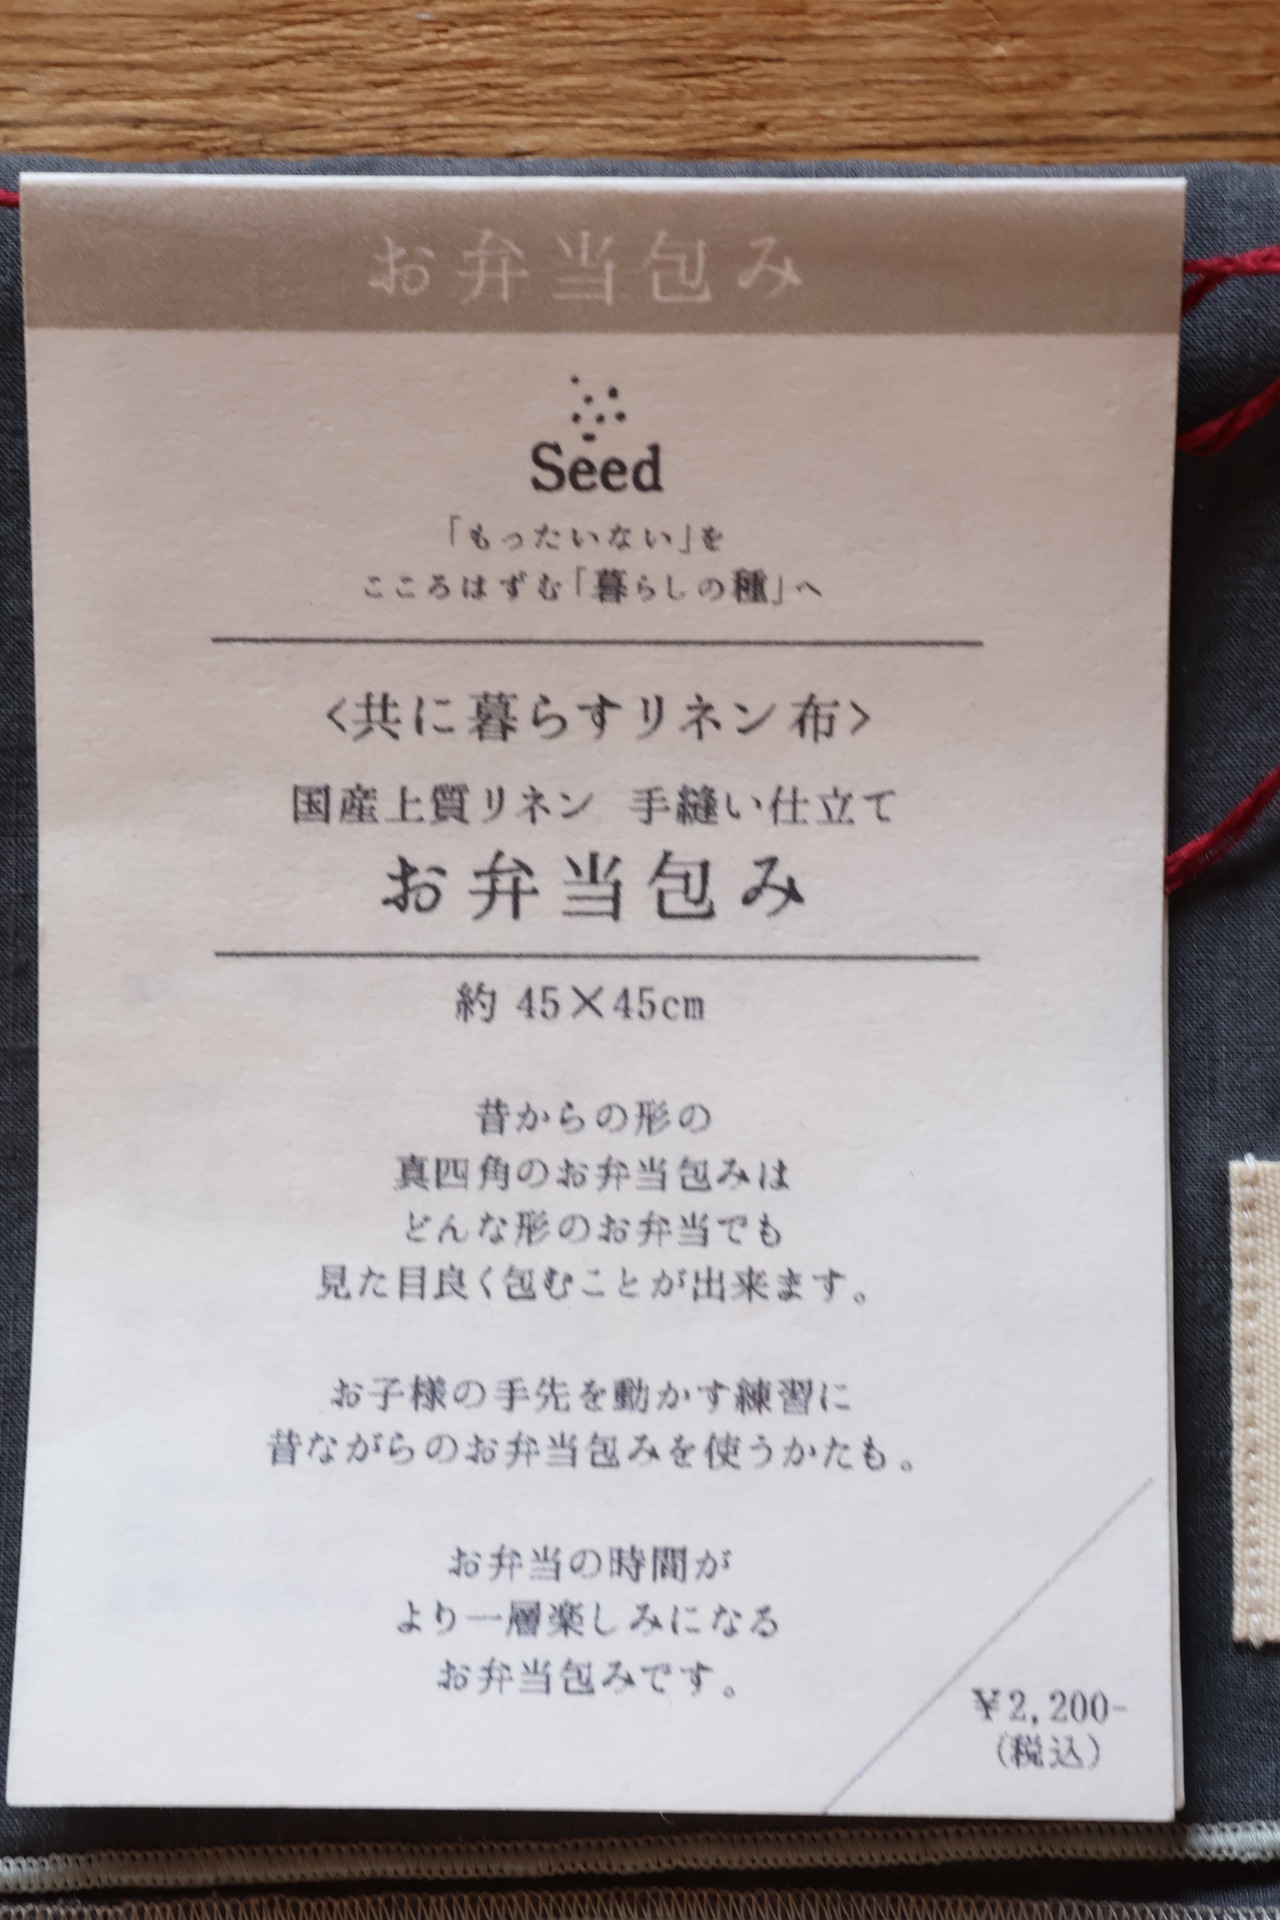 お弁当包み
Seed
「もったいない」を
こころはずむ「暮らしの種」へ
<共に暮らすリネン布>
国産上質リネン 手縫い仕立て
お弁当包み
約 45×45cm
昔からの形の
真四角のお弁当包みは
どんな形のお弁当でも
見た目良く包むことが出来ます。
お子様の手先を動かす練習に
昔ながらのお弁当包みを使うかたも。
お弁当の時間が
より一層楽しみになる
お弁当包みです。
¥2,200-
(税込)